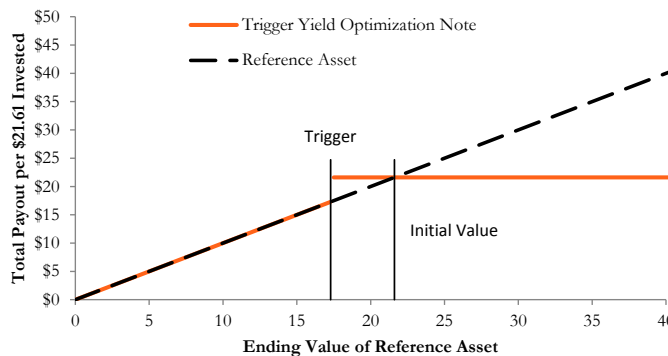 $50
$45
$40
$35
$30
$25
$20
$15
$10
$5
$0
Total Payout per $21.61 Invested
Trigger Yield Optimization Note
Reference Asset
Trigger
Initial Value
0 5 10 15 20 25 30 35 40
Ending Value of Reference Asset